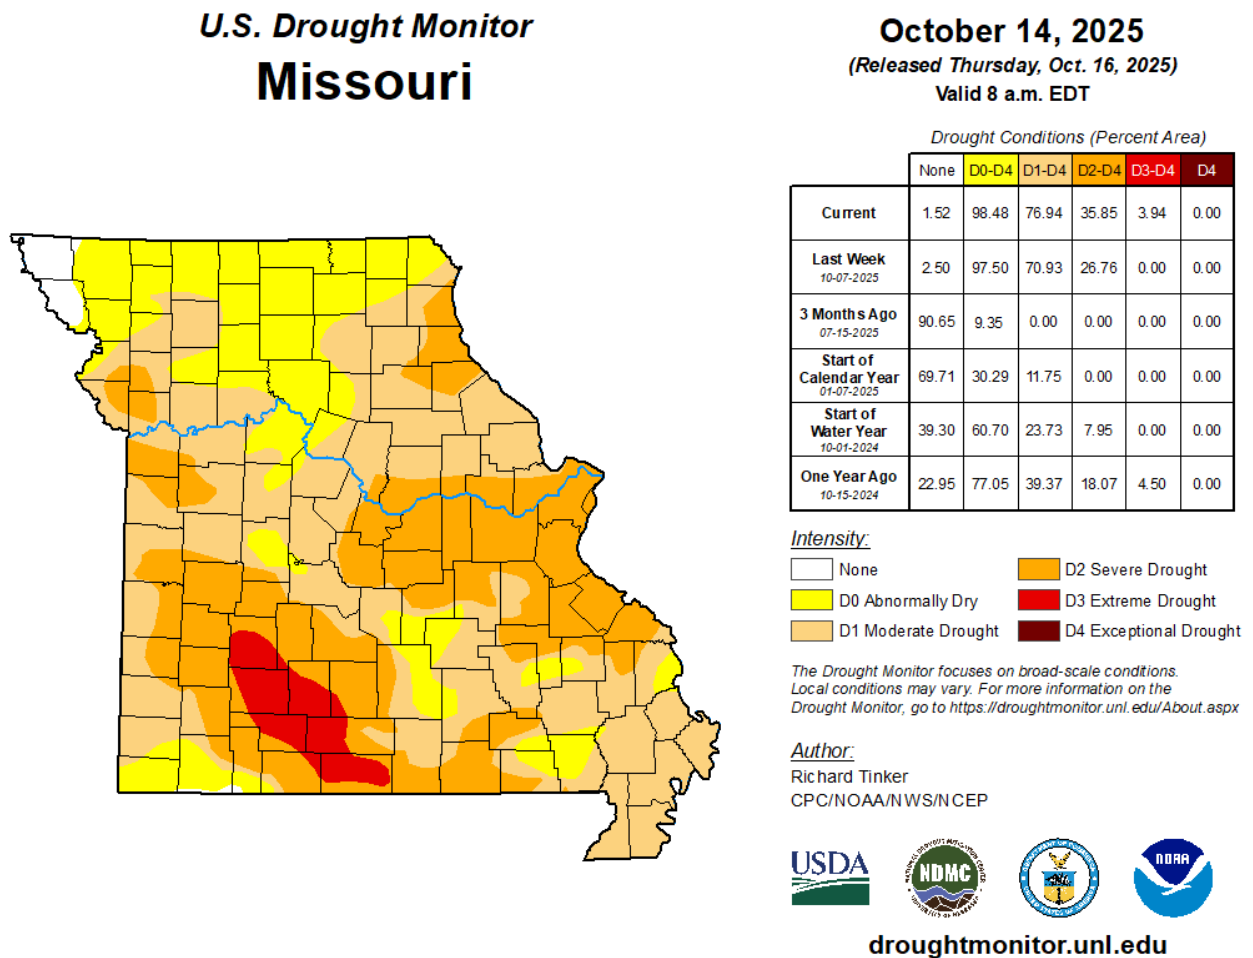 U.S. Drought Monitor
Missouri
October 14, 2025
(Released Thursday, Oct. 16, 2025)
Valid 8 a.m. EDT
Drought Conditions (Percent Area)
None D0-D4 D1-D4 D2-D4 D3-D4 D4
Current 1.52 98.48 76.94 35.85 3.94 0.00
Last Week
10-07-2025 2.50 97.50 70.93 26.76 0.00 0.00
3 Months Ago
07-15-2025 90.65 9.35 0.00 0.00 0.00 0.00
Start of
Calendar Year
01-07-2025 69.71 30.29 11.75 0.00 0.00 0.00
Start of
Water Year
10-01-2024 39.30 60.70 23.73 7.95 0.00 0.00
One Year Ago
10-15-2024 22.95 77.05 39.37 18.07 4.50 0.00
Intensity:
None
D0 Abnormally Dry
D1 Moderate Drought
D2 Severe Drought
D3 Extreme Drought
D4 Exceptional Drought
The Drought Monitor focuses on broad-scale conditions.
Local conditions may vary. For more information on the
Drought Monitor, go to https://droughtmonitor.unl.edu/About.aspx
Author:
Richard Tinker
CPC/NOAA/NWS/NCEP
USDA
NDMC
NOAA
droughtmonitor.unl.edu